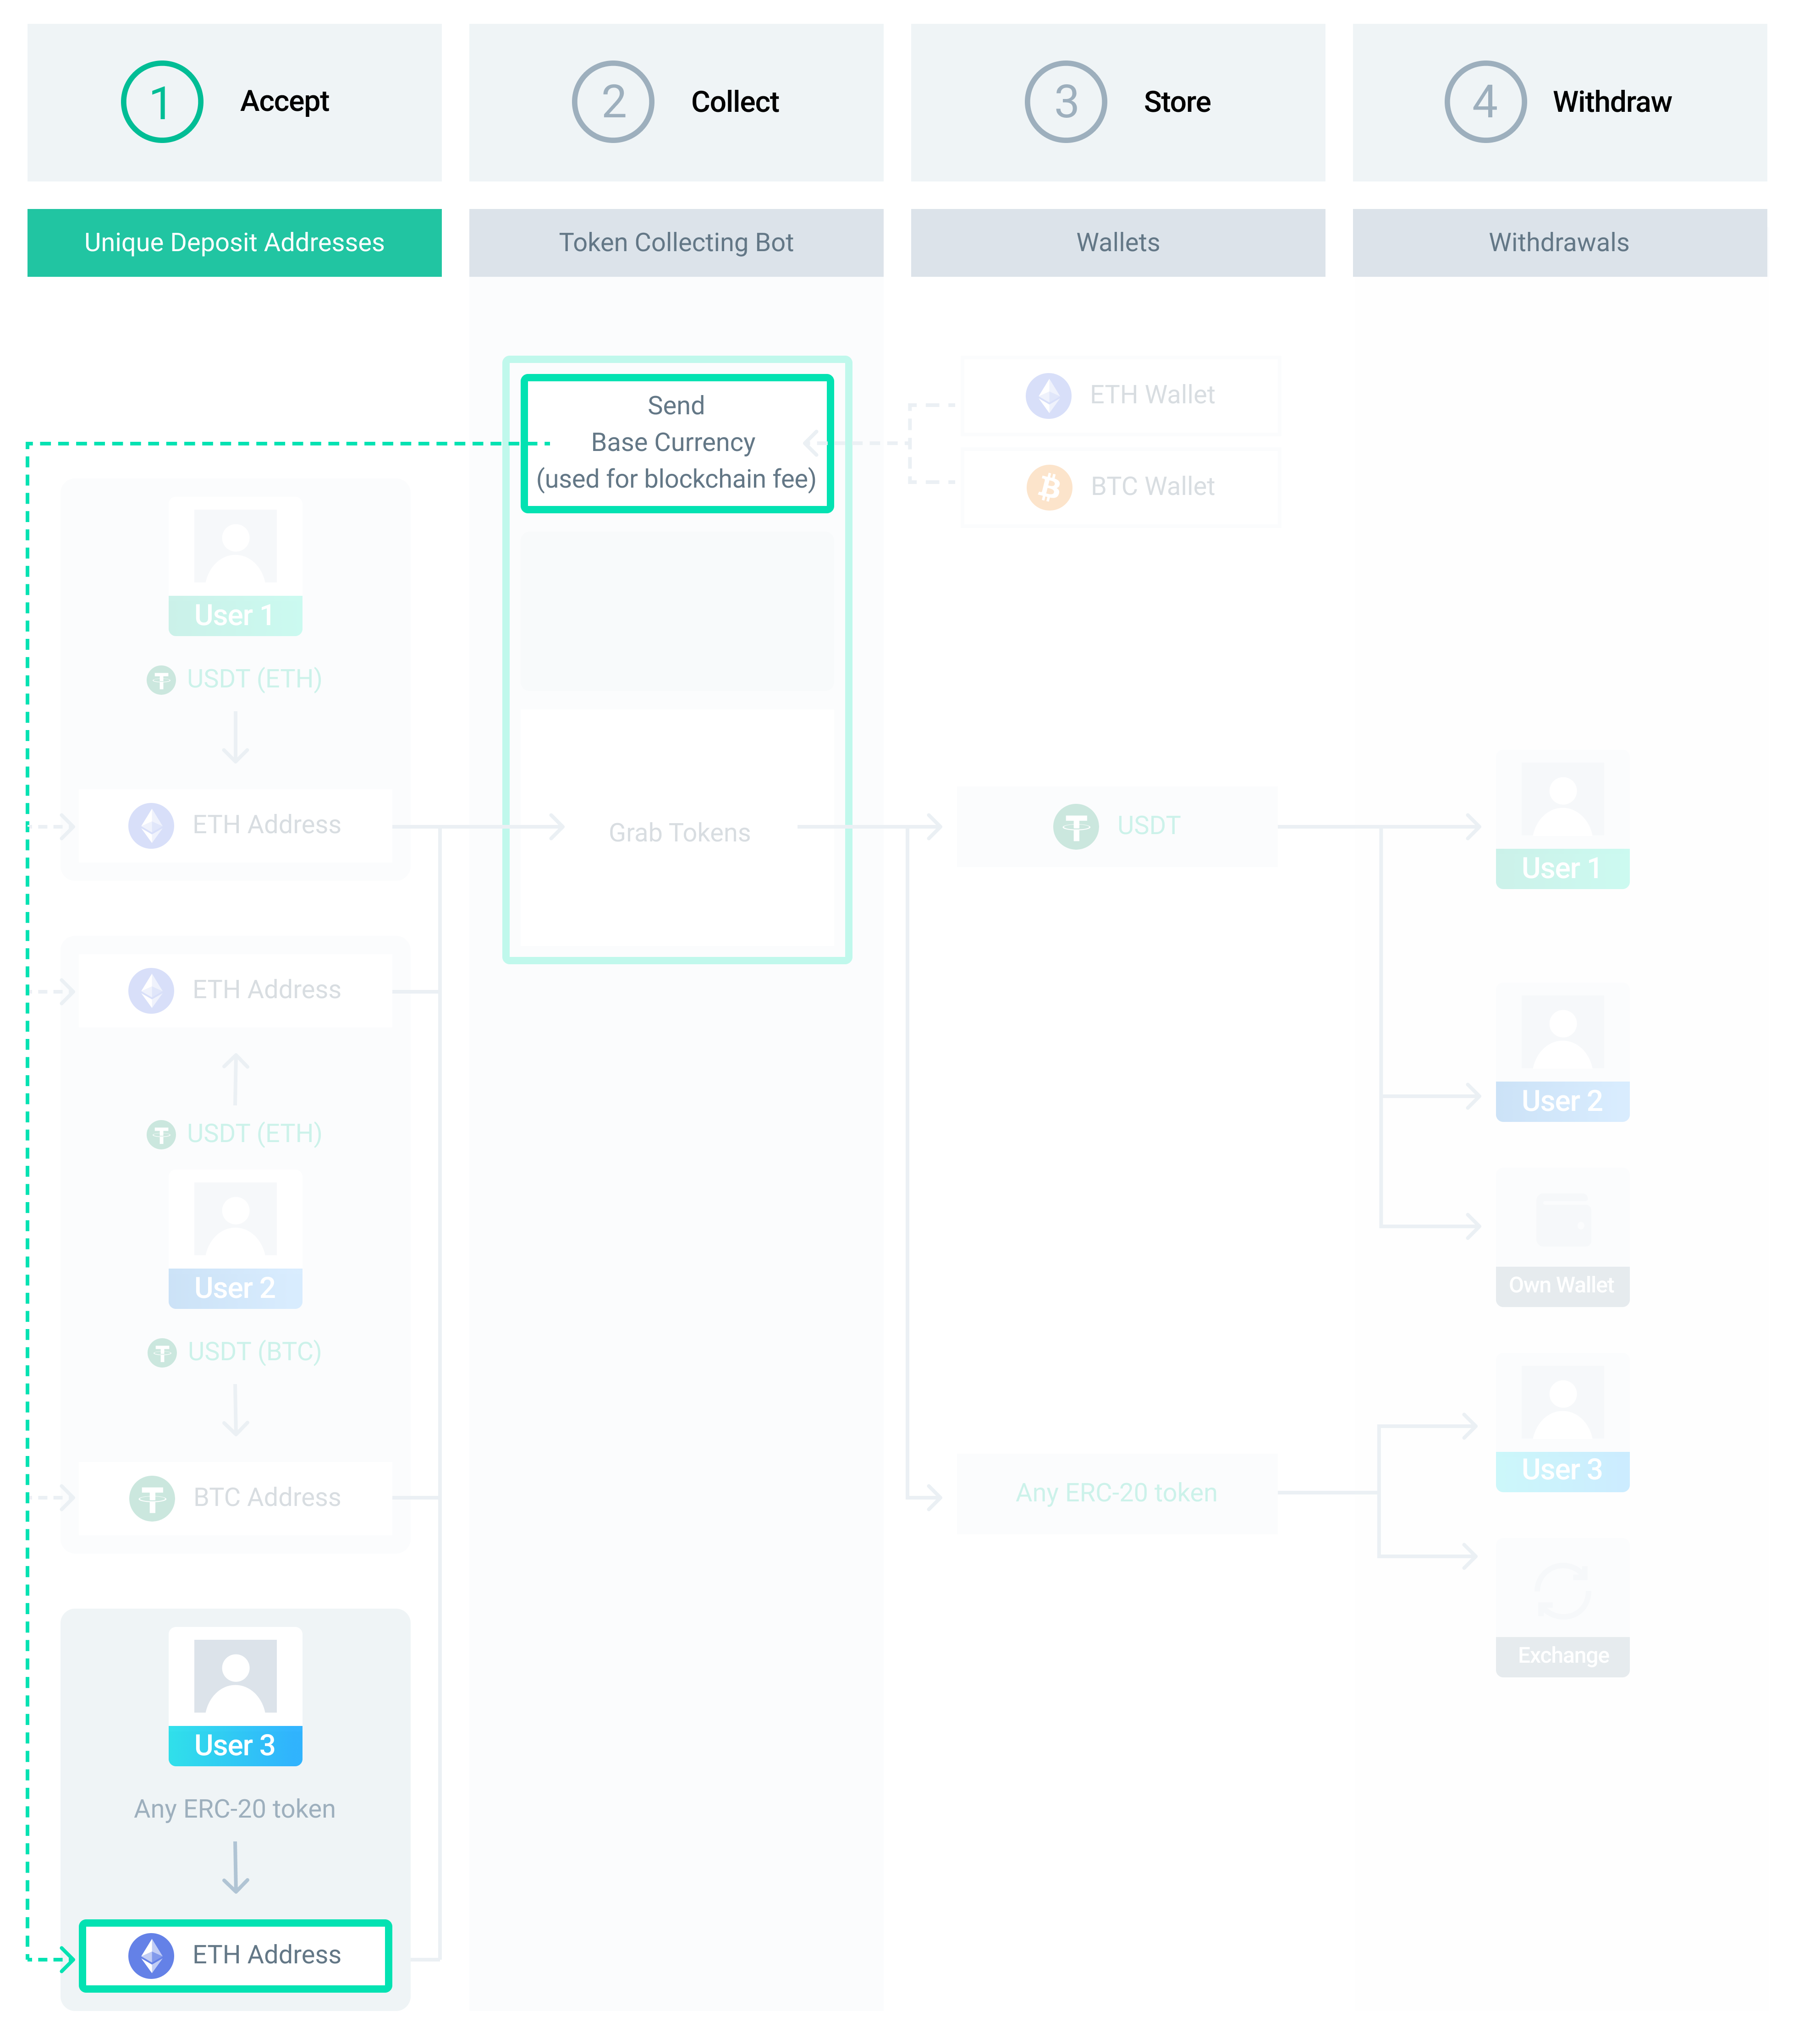 1
Accept
2
Collect
3
Store
4
Withdraw
Unique Deposit Addresses
Token Collecting Bot
Wallets
Withdrawals
Send
Base Currency
(used for blockchain fee)
ETH Wallet
BTC Wallet
User 1
USDT (ETH)
ETH Address
Grab Tokens
USDT
User 1
ETH Address
USDT (ETH)
User 2
User 2
USDT (BTC)
Own Wallet
BTC Address
Any ERC-20 token
User 3
Exchange
User 3
Any ERC-20 token
ETH Address